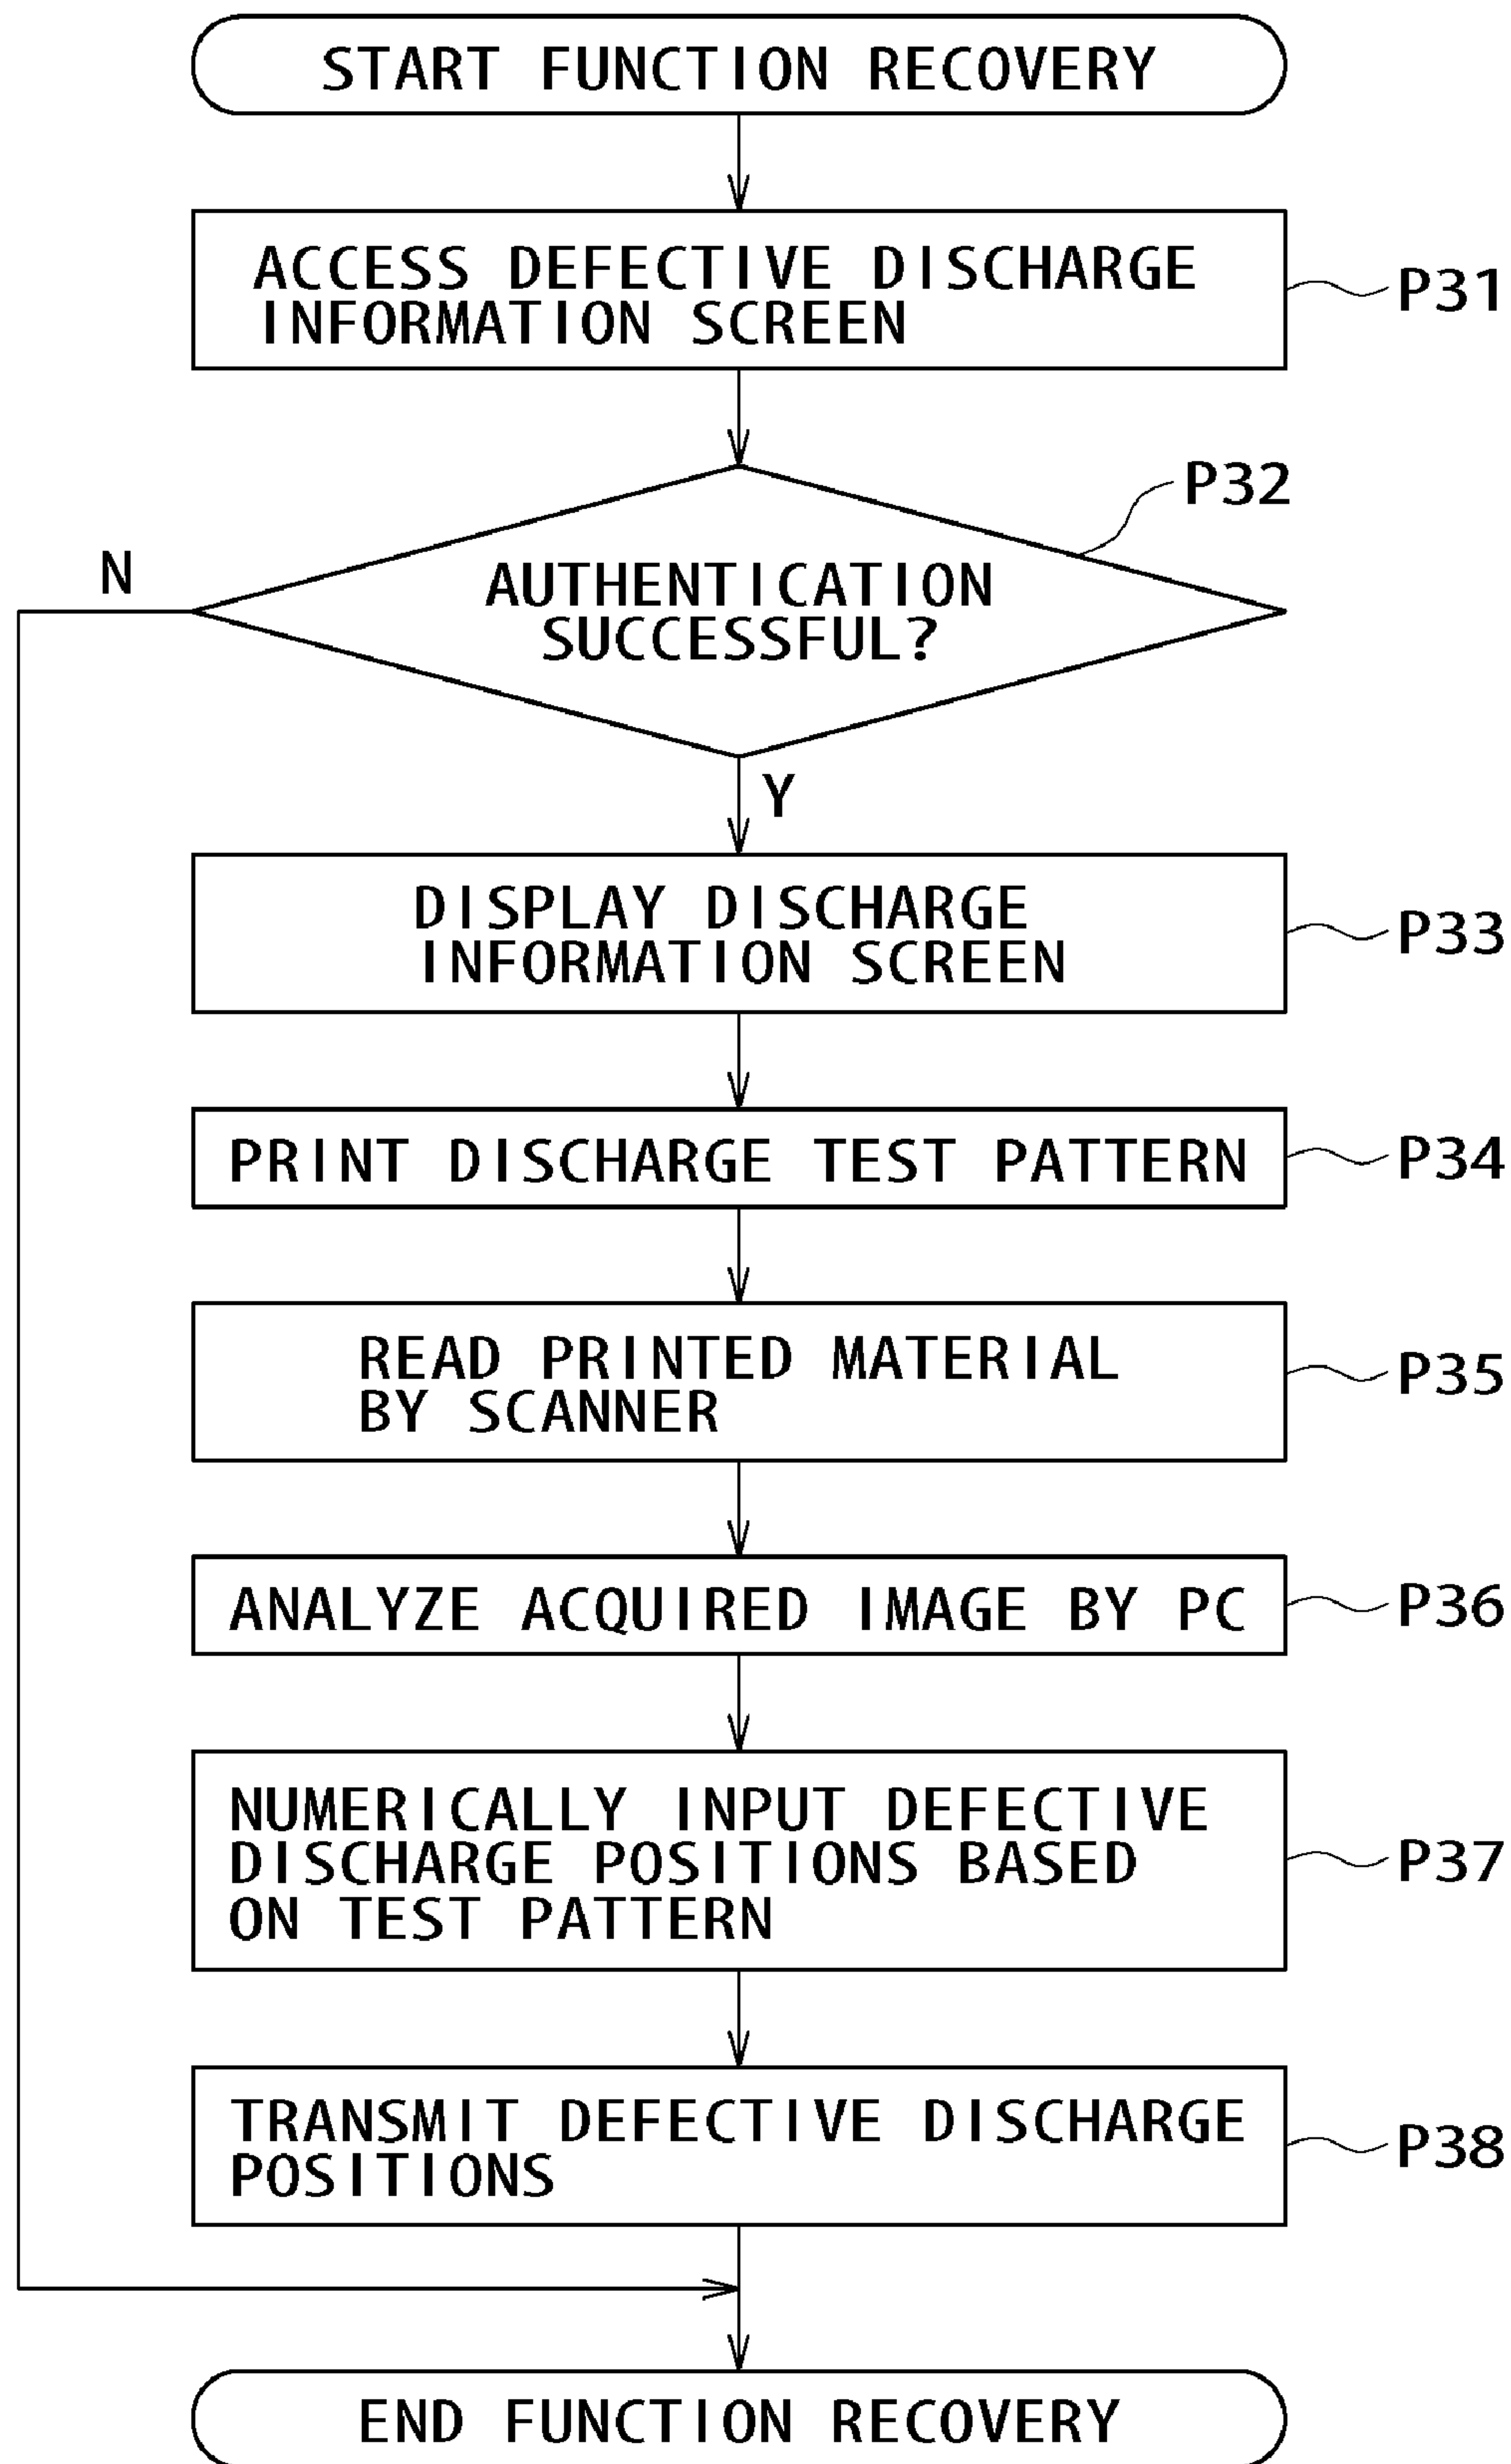 START FUNCTION RECOVERY
ACCESS DEFECTIVE DISCHARGE
INFORMATION SCREEN
P31
P32
N
AUTHENTICATION
SUCCESSFUL?
Y
DISPLAY DISCHARGE
INFORMATION SCREEN
P33
PRINT DISCHARGE TEST PATTERN
P34
READ PRINTED MATERIAL
BY SCANNER
P35
ANALYZE ACQUIRED IMAGE BY PC
P36
NUMERICALLY INPUT DEFECTIVE
DISCHARGE POSITIONS BASED
ON TEST PATTERN
P37
TRANSMIT DEFECTIVE DISCHARGE
POSITIONS
P38
END FUNCTION RECOVERY